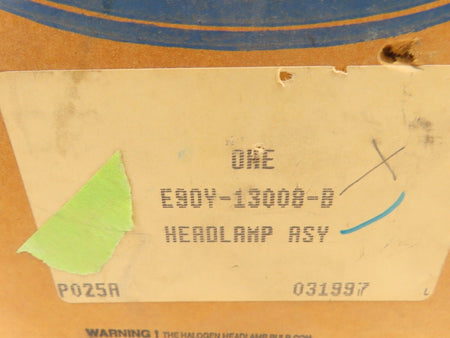 ONE
E90Y-13008-B
HEADLAMP ASY
P025A 031997
L
WARNING ! THE HALOGEN HEADLAMP BULB CON